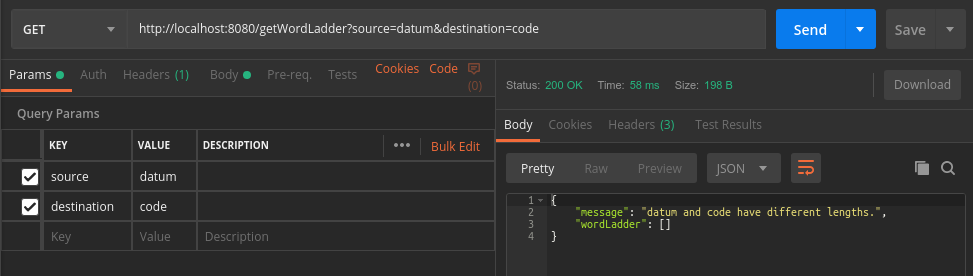 GET http://localhost:8080/getWordLadder?source=datum&destination=code Send Save
Params Auth Headers (1) Body Pre-req. Tests Cookies Code (0)
Query Params
KEY VALUE DESCRIPTION ••• Bulk Edit
source datum
destination code
Key Value Description
Status: 200 OK Time: 58 ms Size: 198 B Download
Body Cookies Headers (3) Test Results
Pretty Raw Preview JSON
1 {
2 "message": "datum and code have different lengths.",
3 "wordLadder": []
4 }